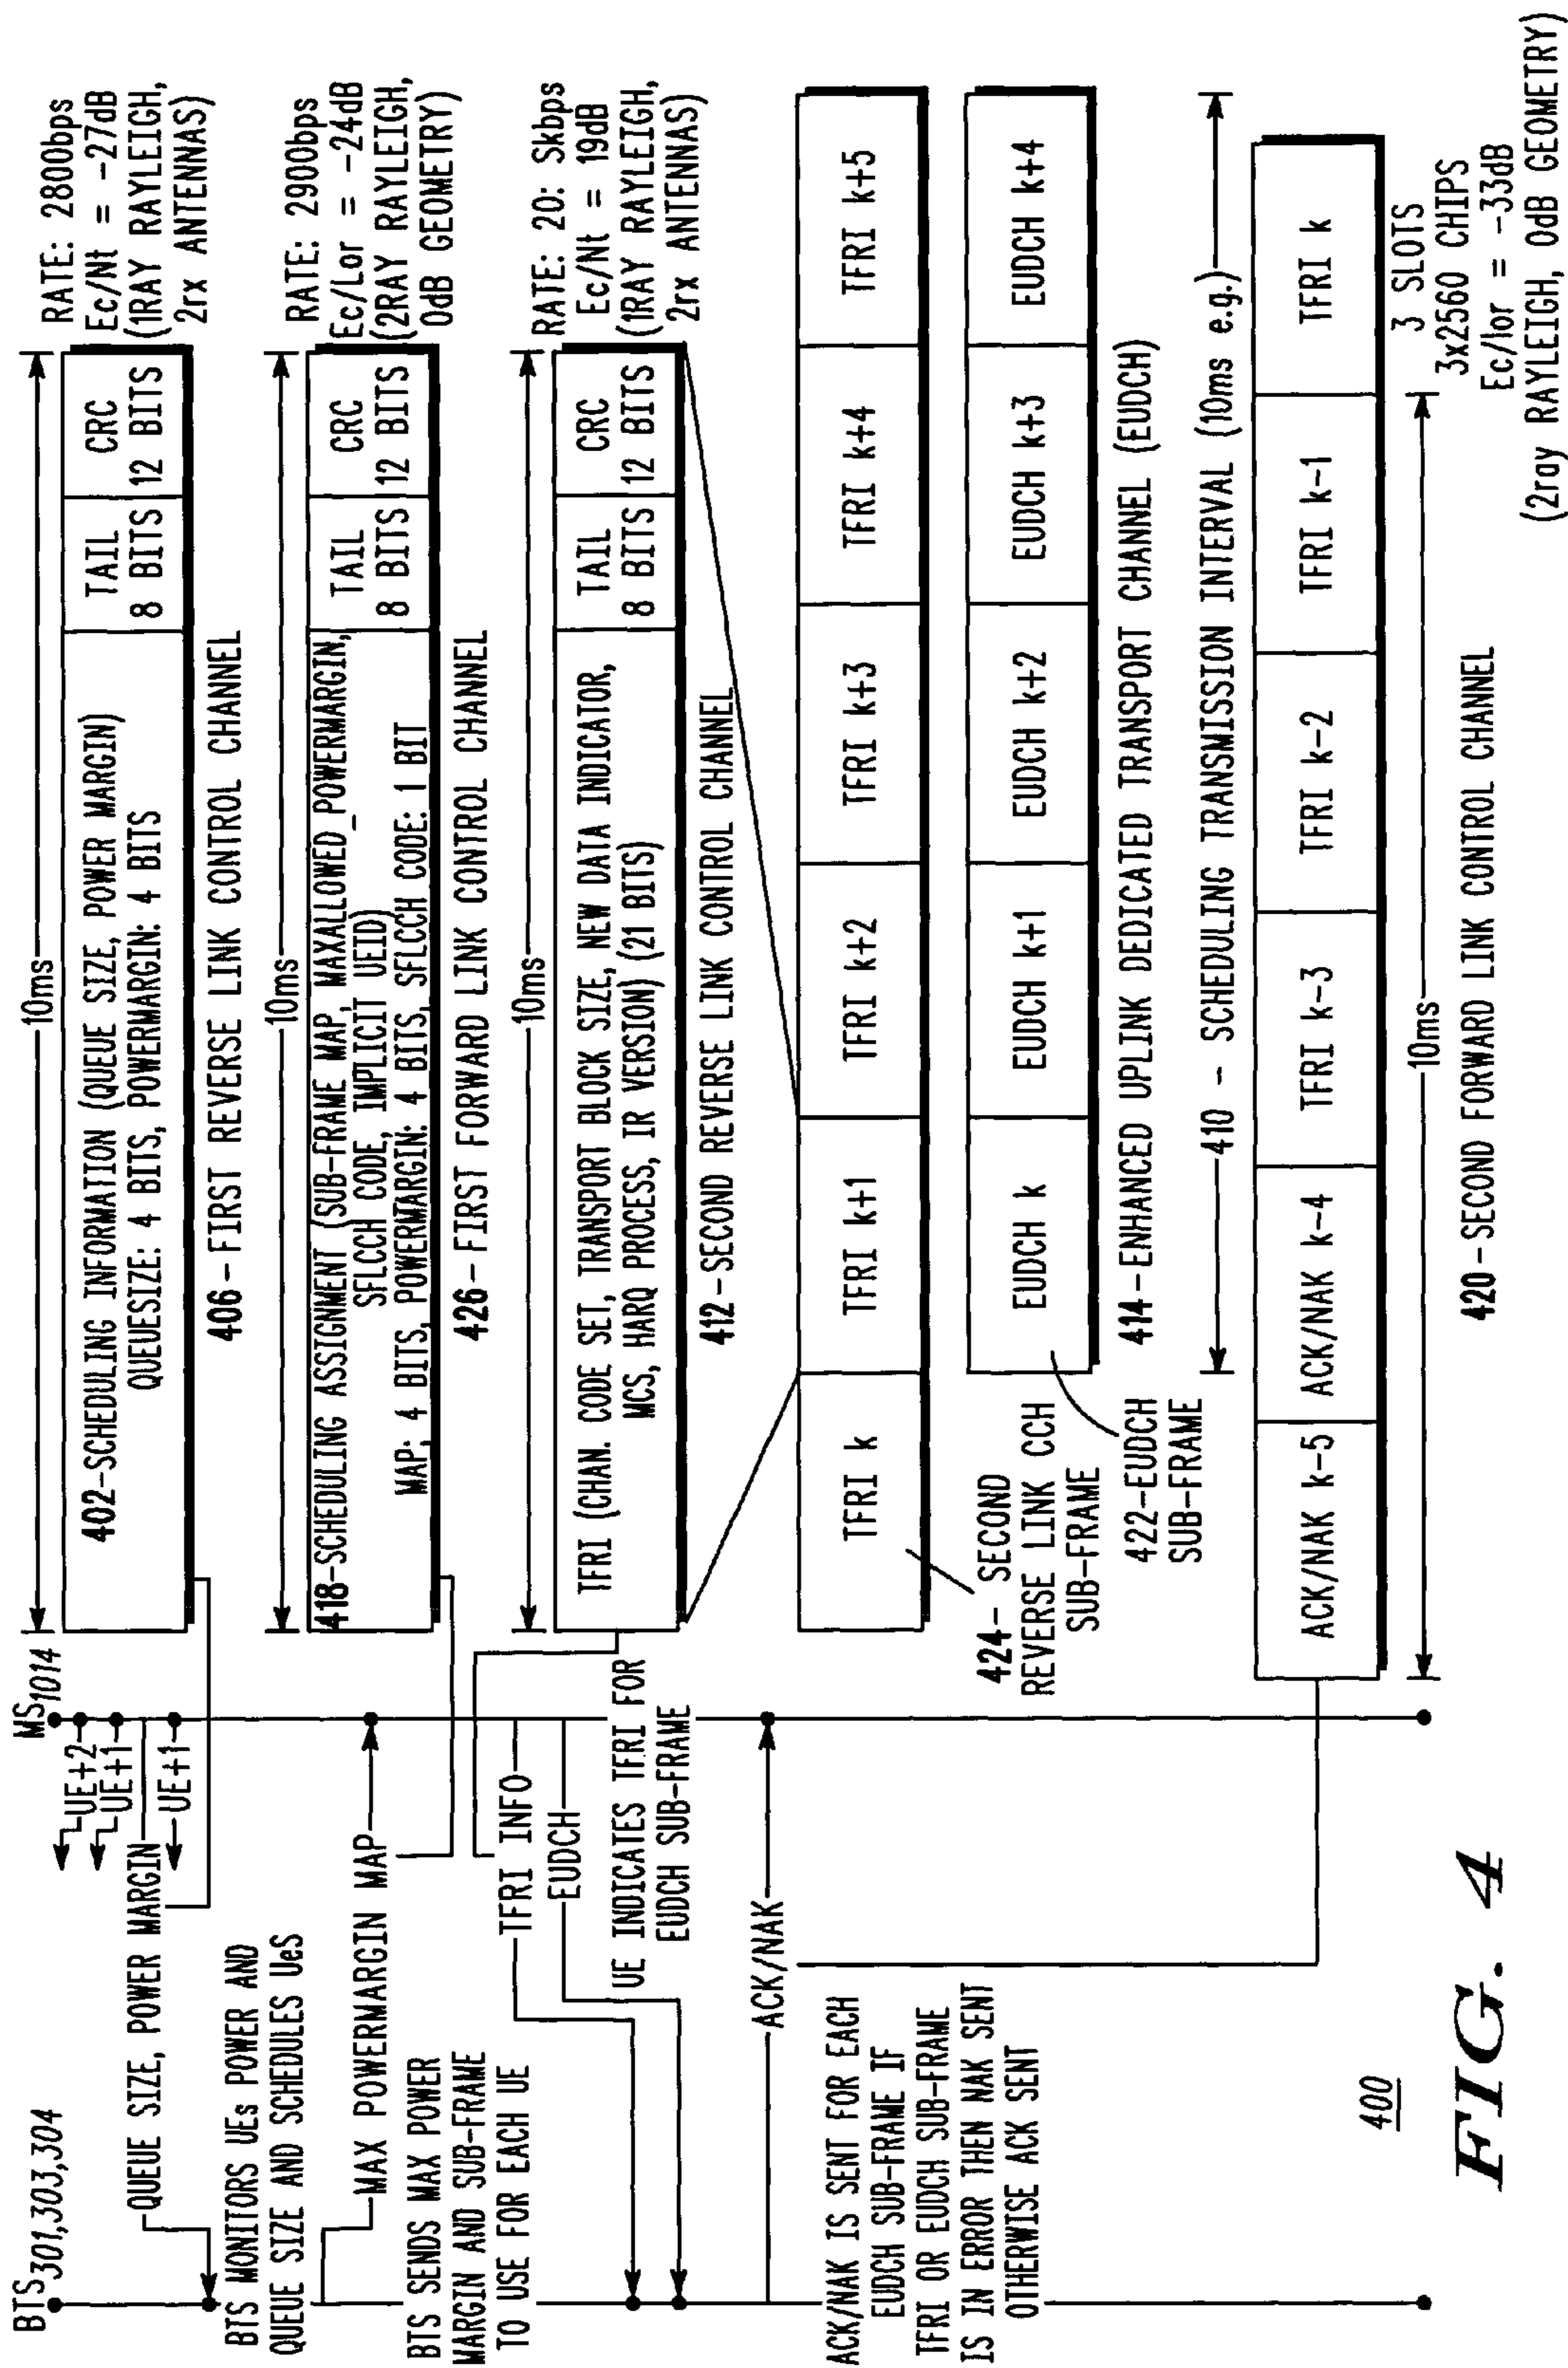 BTS 301,303,304
MS 1014
UE+2
UE+1
UE+1
QUEUE SIZE, POWER MARGIN
BTS MONITORS UEs POWER AND
QUEUE SIZE AND SCHEDULES UeS
MAX POWERMARGIN MAP
BTS SENDS MAX POWER
MARGIN AND SUB-FRAME
TO USE FOR EACH UE
TFRI INFO
EUDCH
UE INDICATES TFRI FOR
EUDCH SUB-FRAME
ACK/NAK
ACK/NAK IS SENT FOR EACH
EUDCH SUB-FRAME IF
TFRI OR EUDCH SUB-FRAME
IS IN ERROR THEN NAK SENT
OTHERWISE ACK SENT
10ms
402-SCHEDULING INFORMATION (QUEUE SIZE, POWER MARGIN)
QUEUESIZE: 4 BITS, POWERMARGIN: 4 BITS
TAIL
8 BITS
CRC
12 BITS
RATE: 2800bps
Ec/Nt = -27dB
(1RAY RAYLEIGH,
2rx ANTENNAS)
406-FIRST REVERSE LINK CONTROL CHANNEL
10ms
418-SCHEDULING ASSIGNMENT (SUB-FRAME MAP, MAXALLOWED_POWERMARGIN,
SFLCCH CODE, IMPLICIT UEID)
MAP: 4 BITS, POWERMARGIN: 4 BITS, SFLCCH CODE: 1 BIT
TAIL
8 BITS
CRC
12 BITS
RATE: 2900bps
Ec/Lor = -24dB
(2RAY RAYLEIGH,
0dB GEOMETRY)
426-FIRST FORWARD LINK CONTROL CHANNEL
10ms
TFRI (CHAN. CODE SET, TRANSPORT BLOCK SIZE, NEW DATA INDICATOR,
MCS, HARQ PROCESS, IR VERSION) (21 BITS)
TAIL
8 BITS
CRC
12 BITS
RATE: 20: Skbps
Ec/Nt = 19dB
(1RAY RAYLEIGH,
2rx ANTENNAS)
412-SECOND REVERSE LINK CONTROL CHANNEL
TFRI k
TFRI k+1
TFRI k+2
TFRI k+3
TFRI k+4
TFRI k+5
424- SECOND
REVERSE LINK CCH
SUB-FRAME
EUDCH k
EUDCH k+1
EUDCH k+2
EUDCH k+3
EUDCH k+4
422-EUDCH
SUB-FRAME
414-ENHANCED UPLINK DEDICATED TRANSPORT CHANNEL (EUDCH)
410 - SCHEDULING TRANSMISSION INTERVAL (10ms e.g.)
ACK/NAK k-5
ACK/NAK k-4
TFRI k-3
TFRI k-2
TFRI k-1
TFRI k
10ms
3 SLOTS
3x2560 CHIPS
Ec/Ior = -33dB
(2ray RAYLEIGH, 0dB GEOMETRY)
420-SECOND FORWARD LINK CONTROL CHANNEL
400
FIG. 4